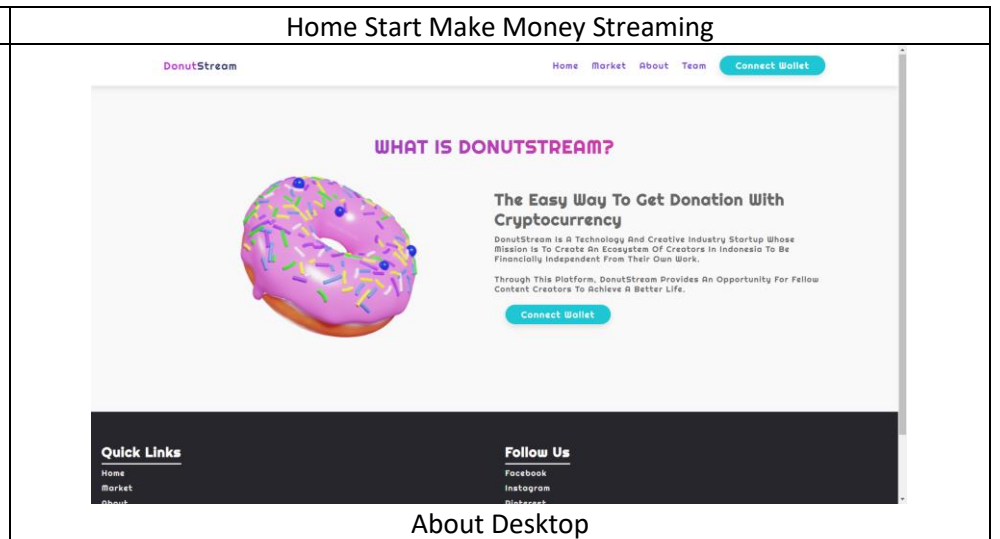 Home Start Make Money Streaming
DonutStream
Home Market About Team Connect Wallet
WHAT IS DONUTSTREAM?
The Easy Way To Get Donation With
Cryptocurrency
DonutStream Is A Technology And Creative Industry Startup Whose
Mission Is To Create An Ecosystem Of Creators In Indonesia To Be
Financially Independent From Their Own Work.
Through This Platform, DonutStream Provides An Opportunity For Fellow
Content Creators To Achieve A Better Life.
Connect Wallet
Quick Links
Home
Market
About
Follow Us
Facebook
Instagram
Pinterest
About Desktop